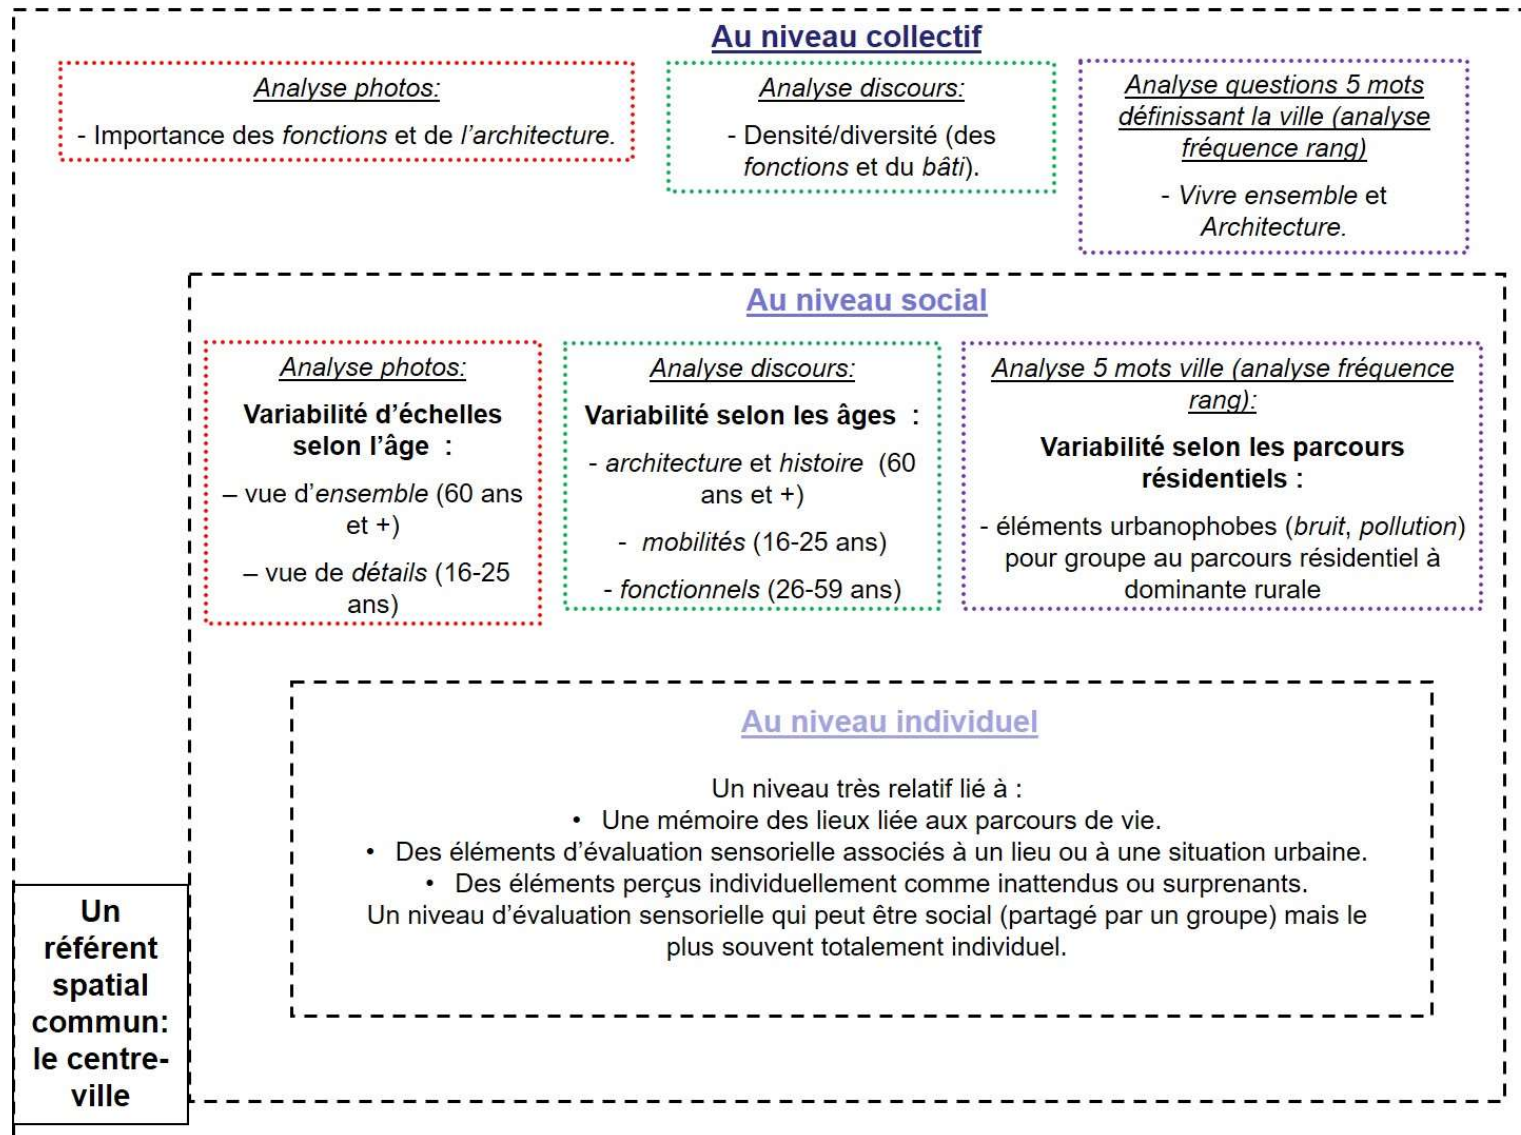 Au niveau collectif
Analyse photos:
- Importance des fonctions et de l'architecture.
Analyse discours:
- Densité/diversité (des
fonctions et du bâti).
Analyse questions 5 mots
définissant la ville (analyse
fréquence rang)
- Vivre ensemble et
Architecture.
Au niveau social
Analyse photos:
Variabilité d'échelles
selon l'âge :
– vue d'ensemble (60 ans
et +)
– vue de détails (16-25
ans)
Analyse discours:
Variabilité selon les âges :
- architecture et histoire (60
ans et +)
- mobilités (16-25 ans)
- fonctionnels (26-59 ans)
Analyse 5 mots ville (analyse fréquence
rang):
Variabilité selon les parcours
résidentiels :
- éléments urbanophobes (bruit, pollution)
pour groupe au parcours résidentiel à
dominante rurale
Au niveau individuel
Un niveau très relatif lié à :
• Une mémoire des lieux liée aux parcours de vie.
• Des éléments d'évaluation sensorielle associés à un lieu ou à une situation urbaine.
• Des éléments perçus individuellement comme inattendus ou surprenants.
Un niveau d'évaluation sensorielle qui peut être social (partagé par un groupe) mais le
plus souvent totalement individuel.
Un
référent
spatial
commun:
le centre-
ville